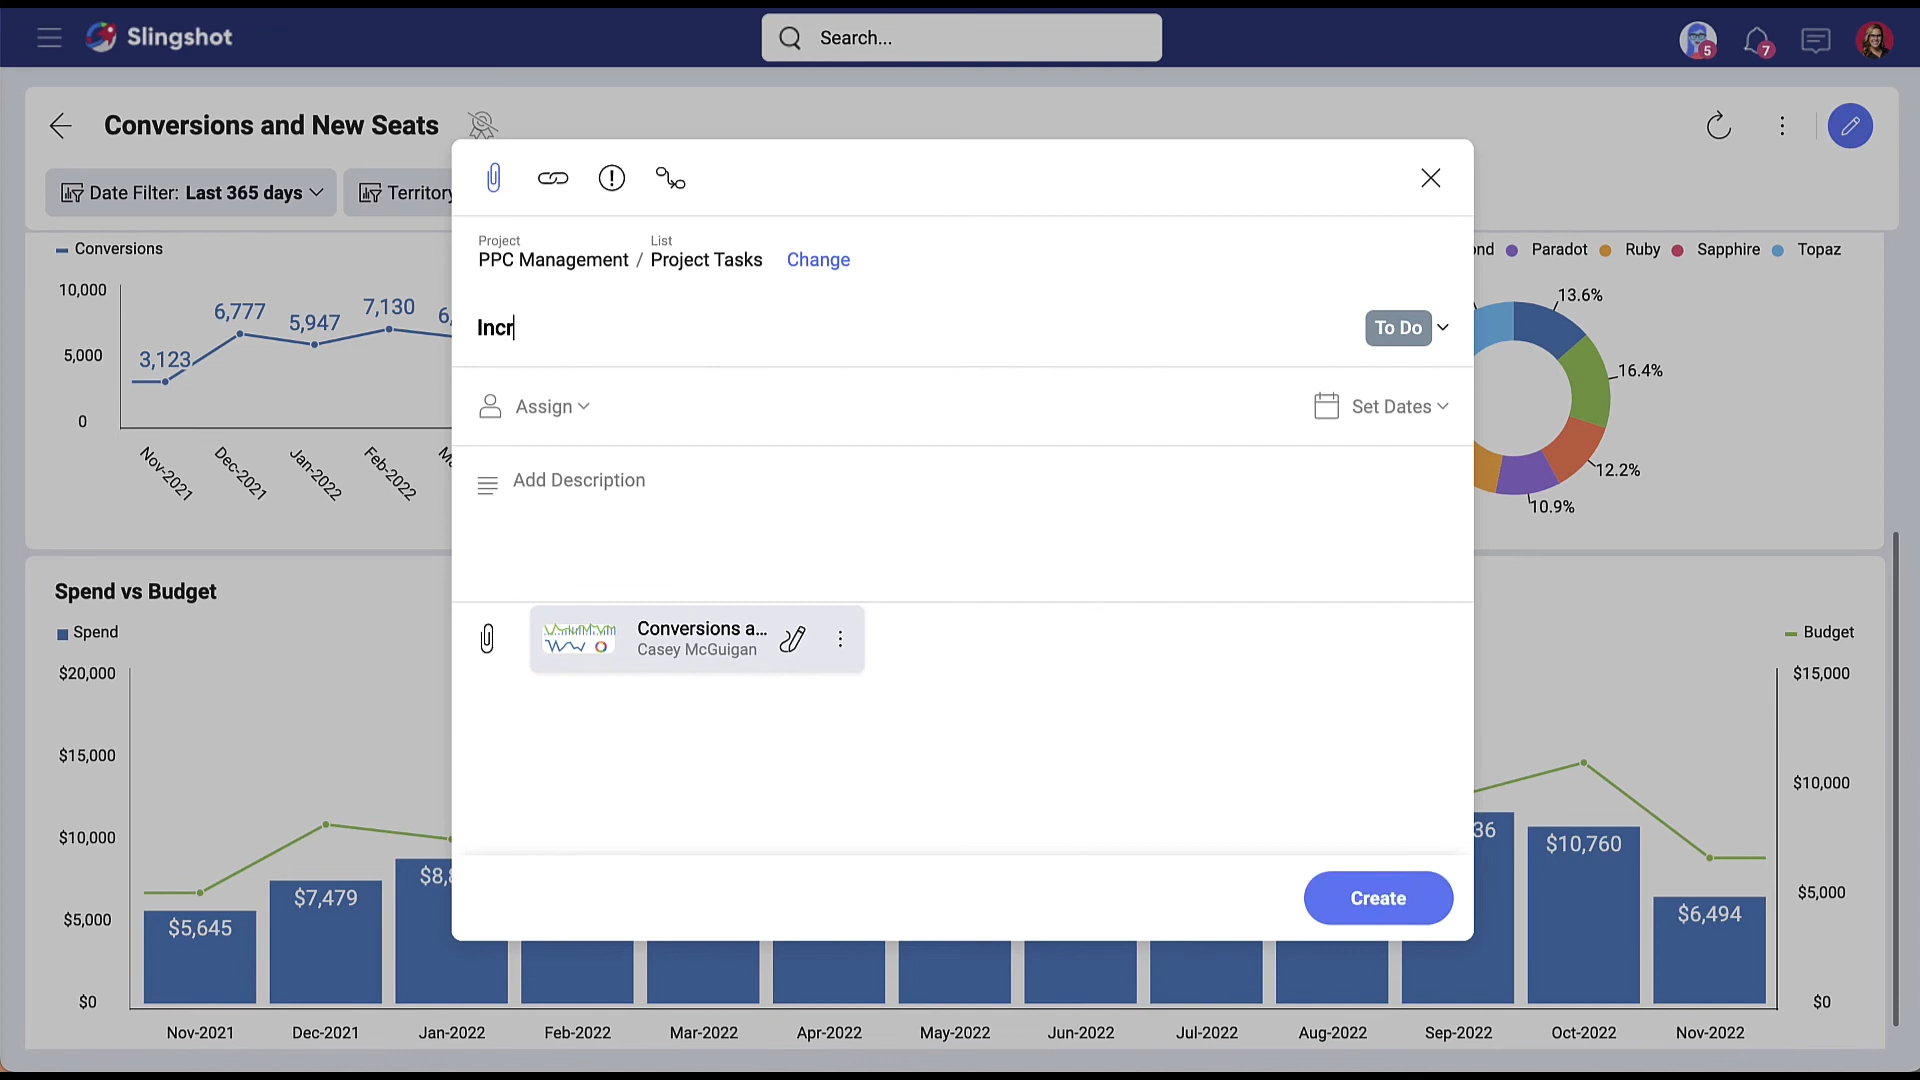 Slingshot
Search...
5
7
Conversions and New Seats
Date Filter: Last 365 days
Territory
Project
PPC Management / 
List
Project Tasks
Change
Incr
To Do
Assign
Set Dates
Add Description
Conversions a...
Casey McGuigan
Create
Conversions
10,000
5,000
0
3,123
6,777
5,947
7,130
Nov-2021
Dec-2021
Jan-2022
Feb-2022
Paradot
Ruby
Sapphire
Topaz
13.6%
16.4%
12.2%
10.9%
Spend vs Budget
Spend
Budget
$20,000
$15,000
$10,000
$5,000
$0
$15,000
$10,000
$5,000
$0
$5,645
$7,479
$10,760
$6,494
Nov-2021
Dec-2021
Jan-2022
Feb-2022
Mar-2022
Apr-2022
May-2022
Jun-2022
Jul-2022
Aug-2022
Sep-2022
Oct-2022
Nov-2022